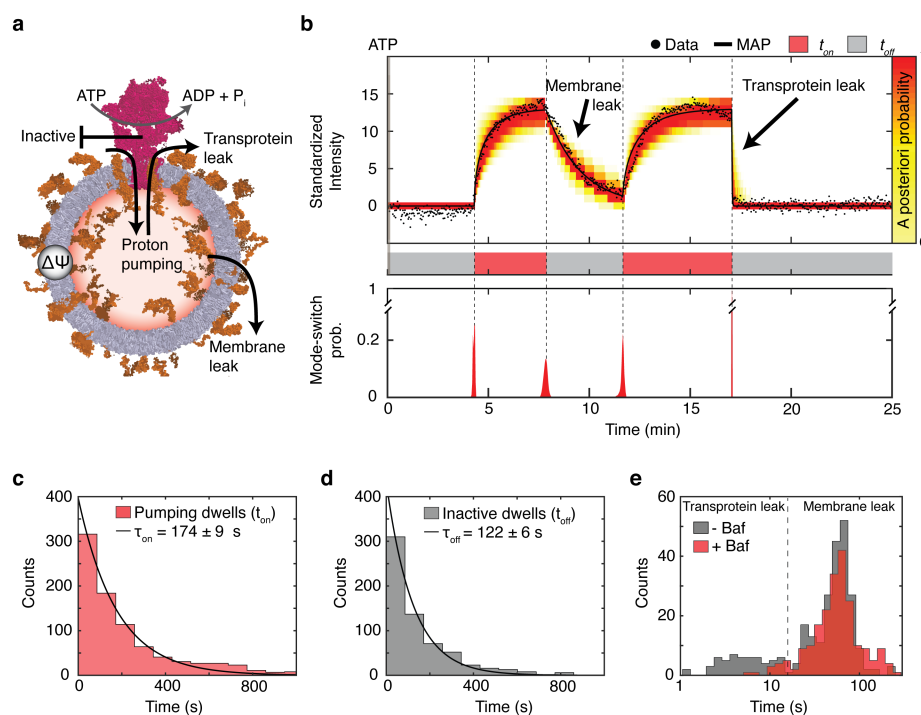 a
ATP
ADP + Pi
Inactive
Transprotein
leak
Proton
pumping
ΔΨ
Membrane
leak
b
ATP
Data
MAP
ton
toff
Standardized
Intensity
15
10
5
0
Membrane
leak
Transprotein leak
A posteriori probability
Mode-switch
prob.
1
0.2
0
0
5
10
15
20
25
Time (min)
c
Counts
400
300
200
100
0
Pumping dwells (ton)
τon = 174 ± 9 s
0
400
800
Time (s)
d
Counts
400
300
200
100
0
Inactive dwells (toff)
τoff = 122 ± 6 s
0
400
800
Time (s)
e
Counts
60
40
20
0
Transprotein leak
Membrane leak
- Baf
+ Baf
1
10
100
Time (s)